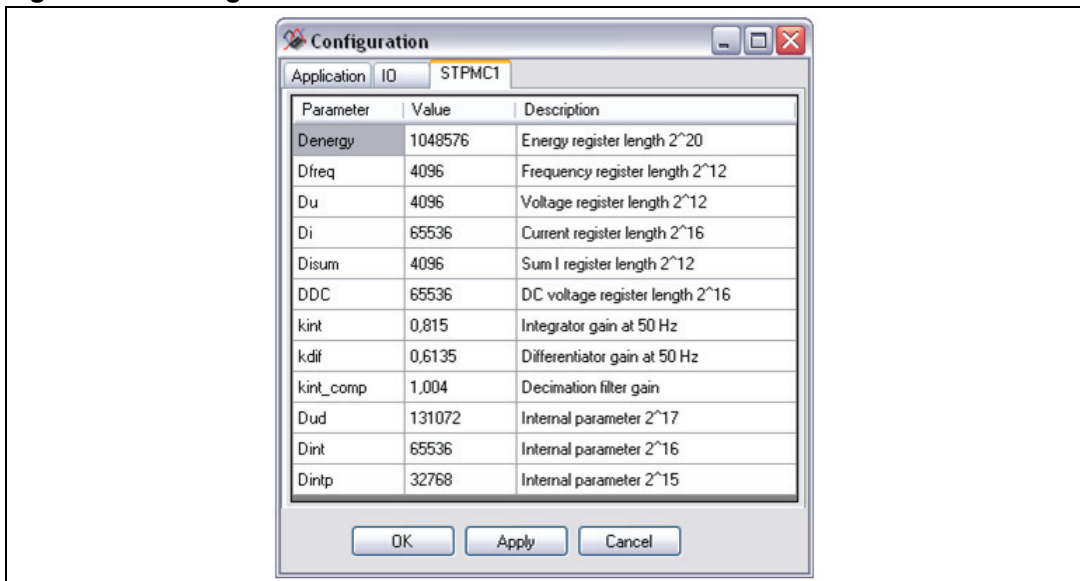 Configuration
Application IO STPMC1
Parameter Value Description
Denergy 1048576 Energy register length 2^20
Dfreq 4096 Frequency register length 2^12
Du 4096 Voltage register length 2^12
Di 65536 Current register length 2^16
Disum 4096 Sum I register length 2^12
DDC 65536 DC voltage register length 2^16
kint 0,815 Integrator gain at 50 Hz
kdif 0,6135 Differentiator gain at 50 Hz
kint_comp 1,004 Decimation filter gain
Dud 131072 Internal parameter 2^17
Dint 65536 Internal parameter 2^16
Dintp 32768 Internal parameter 2^15
OK Apply Cancel